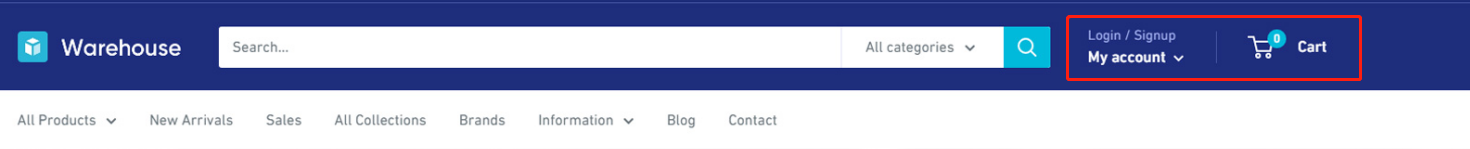 Warehouse
Search...
All categories
Login / Signup
My account
0
Cart
All Products
New Arrivals
Sales
All Collections
Brands
Information
Blog
Contact